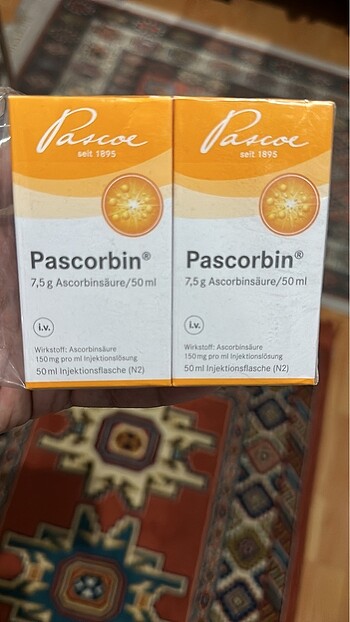 Pascoe
seit 1895
Pascorbin®
7,5 g Ascorbinsäure/50 ml
i.v.
Wirkstoff: Ascorbinsäure
150 mg pro ml Injektionslösung
50 ml Injektionsflasche (N2)
Pascoe
seit 1895
Pascorbin®
7,5 g Ascorbinsäure/50 ml
i.v.
Wirkstoff: Ascorbinsäure
150 mg pro ml Injektionslösung
50 ml Injektionsflasche (N2)